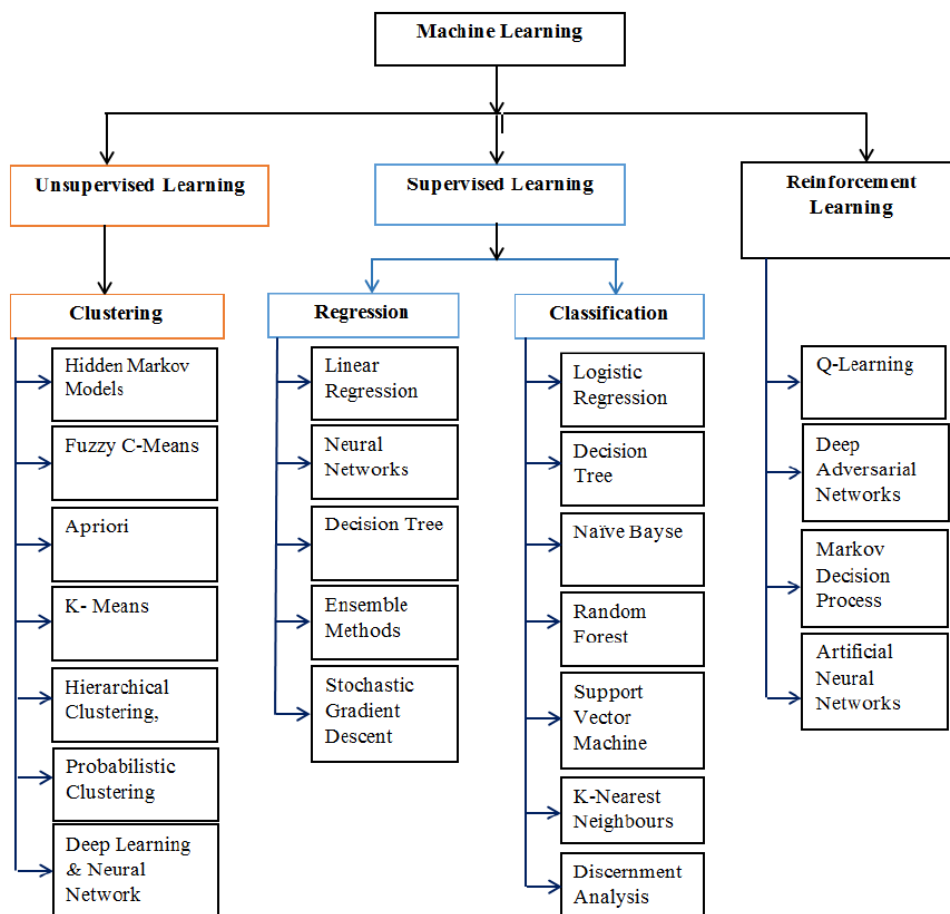 Machine Learning
Unsupervised Learning
Supervised Learning
Reinforcement
Learning
Clustering
Hidden Markov
Models
Fuzzy C-Means
Apriori
K- Means
Hierarchical
Clustering,
Probabilistic
Clustering
Deep Learning
& Neural
Network
Regression
Linear
Regression
Neural
Networks
Decision Tree
Ensemble
Methods
Stochastic
Gradient
Descent
Classification
Logistic
Regression
Decision
Tree
Naïve Bayse
Random
Forest
Support
Vector
Machine
K-Nearest
Neighbours
Discernment
Analysis
Q-Learning
Deep
Adversarial
Networks
Markov
Decision
Process
Artificial
Neural
Networks